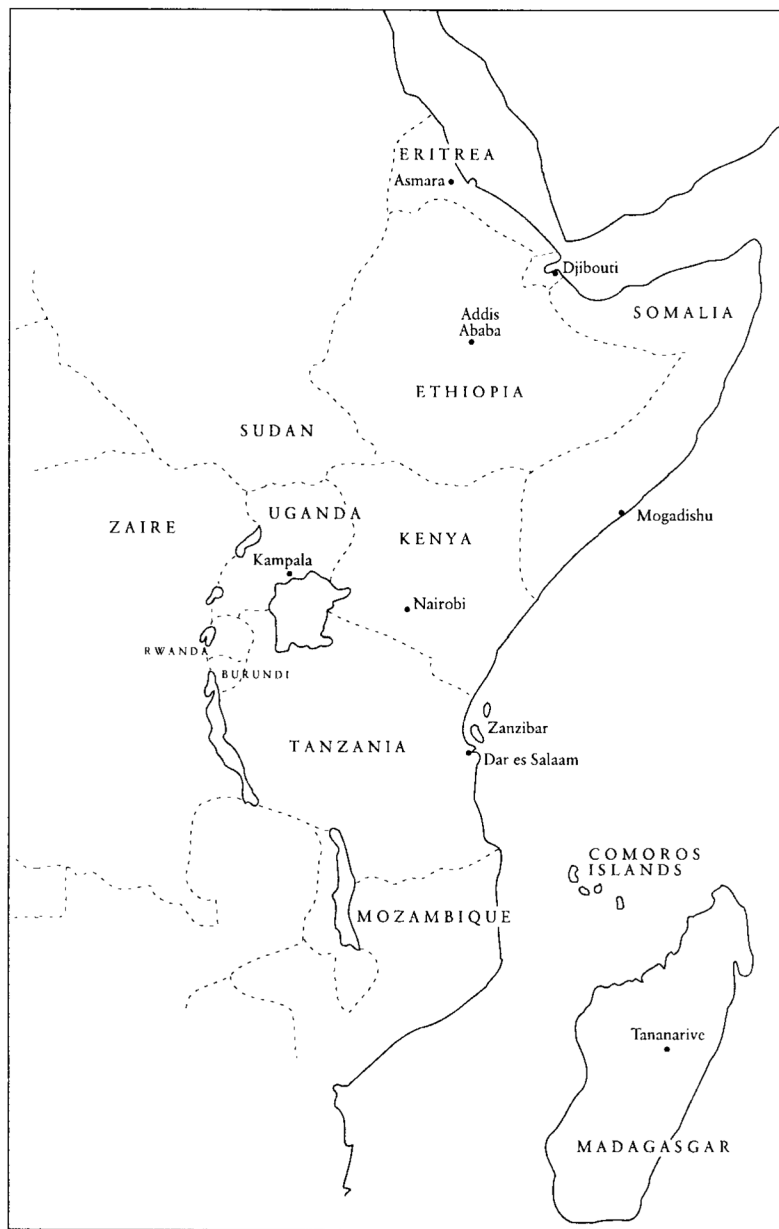 ERITREA
Asmara
Djibouti
SOMALIA
Addis
Ababa
ETHIOPIA
SUDAN
UGANDA
ZAIRE
KENYA
Mogadishu
Kampala
Nairobi
RWANDA
BURUNDI
Zanzibar
TANZANIA
Dar es Salaam
COMOROS
ISLANDS
MOZAMBIQUE
Tananarive
MADAGASGAR